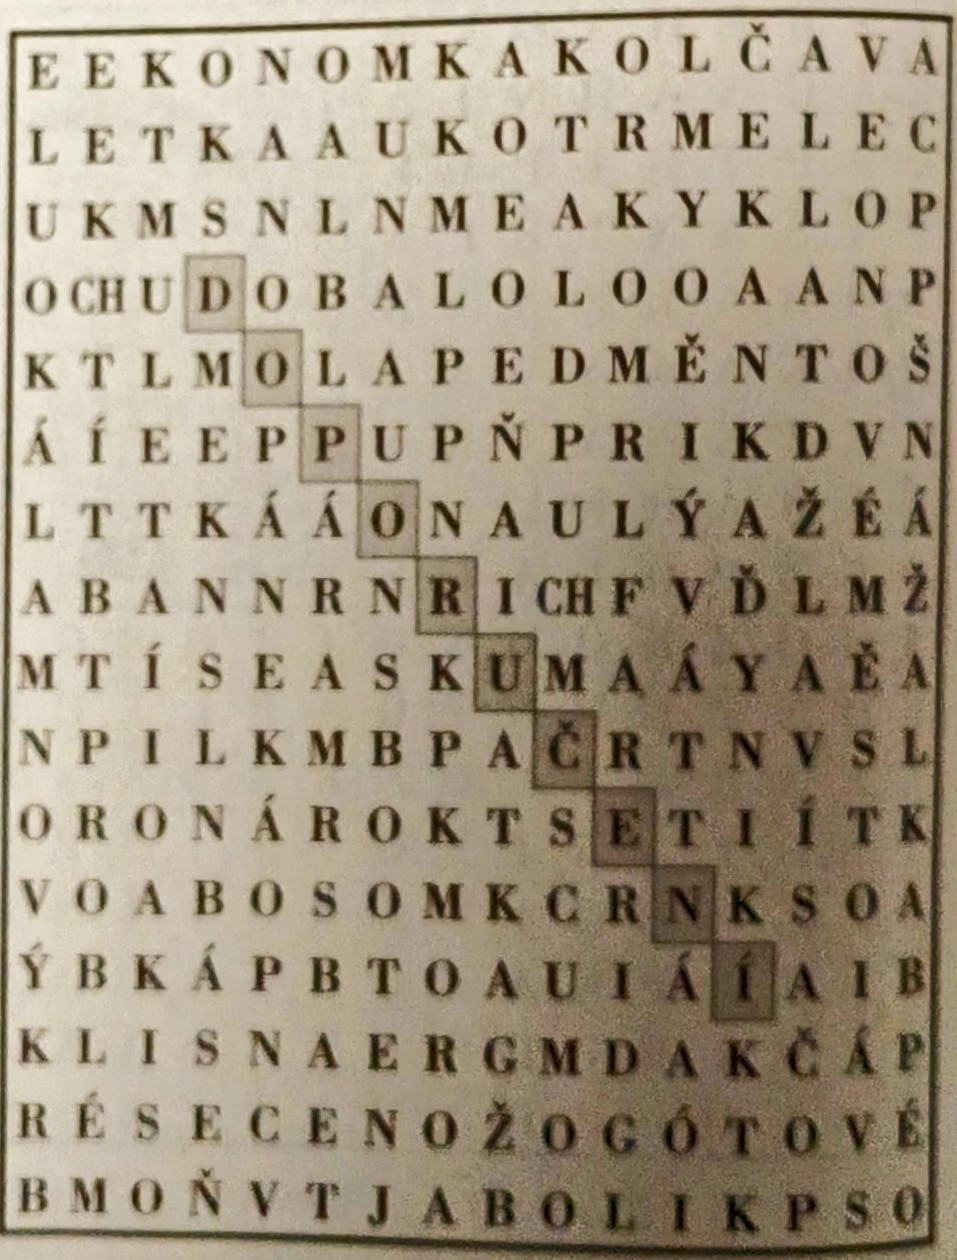 E E K O N O M K A K O L Č A V A
L E T K A A U K O T R M E L E C
U K M S N L N M E A K Y K L O P
O CH U D O B A L O L O O A A N P
K T L M O L A P E D M Ě N T O Š
Á Í E E P P U P Ň P R I K D V N
L T T K Á Á O N A U L Ý A Ž É Á
A B A N N R N R I CH F V Ď L M Ž
M T Í S E A S K U M A Á Y A Ě A
N P I L K M B P A Č R T N V S L
O R O N Á R O K T S E T I Í T K
V O A B O S O M K C R N K S O A
Ý B K Á P B T O A U I Á Í A I B
K L I S N A E R G M D A K Č Á P
R É S E C E N O Ž O G Ó T O V É
B M O Ň V T J A B O L I K P S O